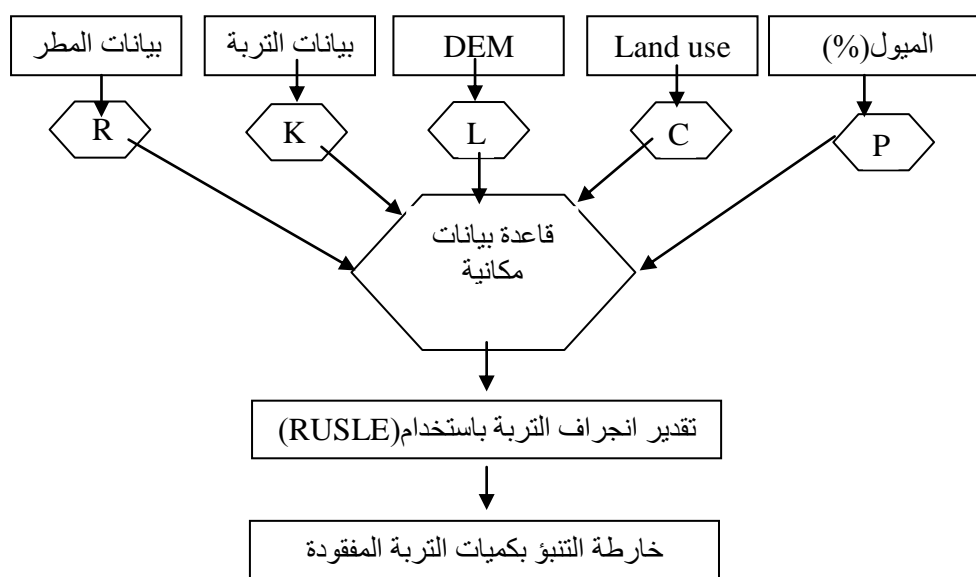 بيانات المطر
بيانات التربة
DEM
Land use
الميول(%)
R
K
L
C
P
قاعدة بيانات
مكانية
تقدير انجراف التربة باستخدام(RUSLE)
خارطة التنبؤ بكميات التربة المفقودة